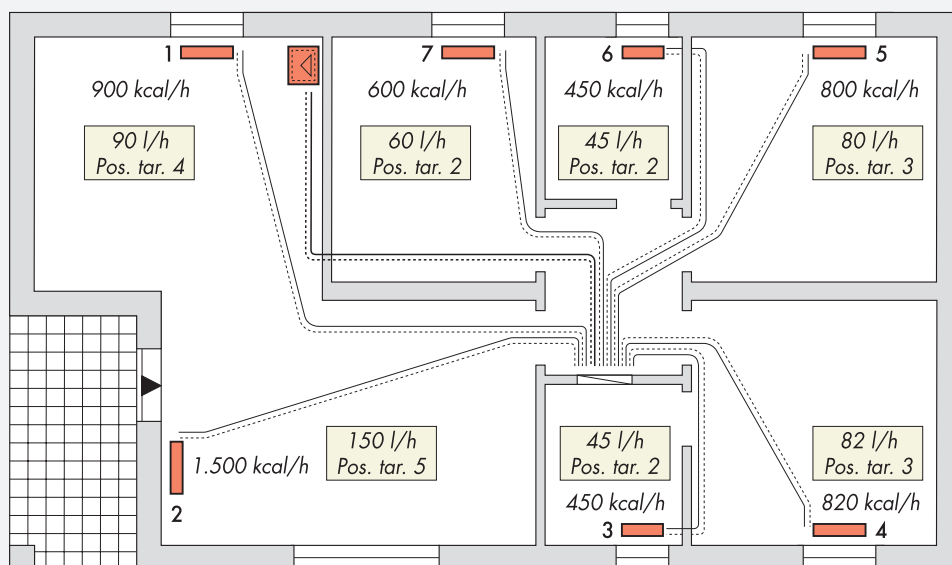 1
7
6
5
900 kcal/h
600 kcal/h
450 kcal/h
800 kcal/h
90 l/h
Pos. tar. 4
60 l/h
Pos. tar. 2
45 l/h
Pos. tar. 2
80 l/h
Pos. tar. 3
150 l/h
Pos. tar. 5
45 l/h
Pos. tar. 2
82 l/h
Pos. tar. 3
1.500 kcal/h
450 kcal/h
820 kcal/h
2
3
4